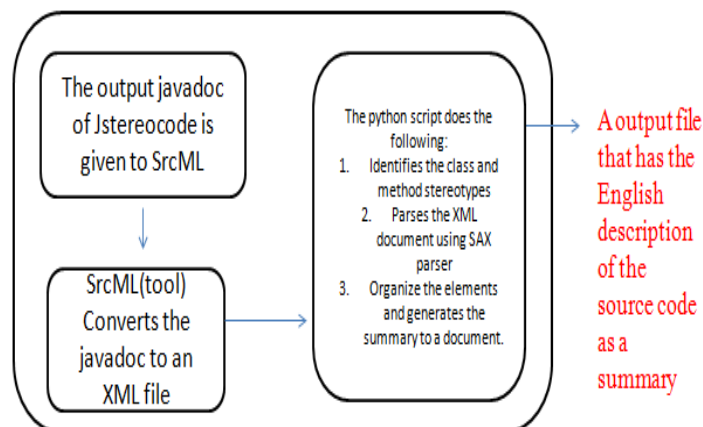 The output javadoc
of Jstereocode is
given to SrcML
SrcML(tool)
Converts the
javadoc to an
XML file
The python script does the
following:
1. Identifies the class and
method stereotypes
2. Parses the XML
document using SAX
parser
3. Organize the elements
and generates the
summary to a document.
A output file
that has the
English
description
of the
source code
as a
summary